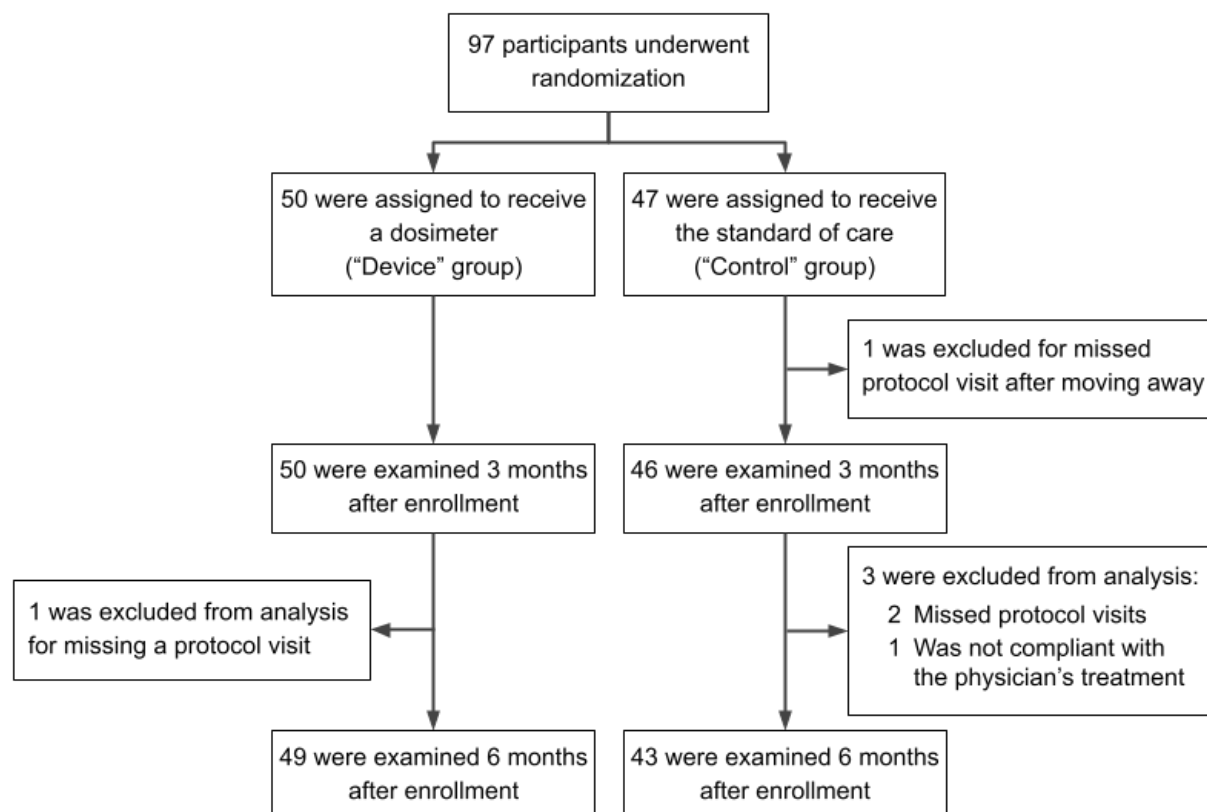 97 participants underwent
randomization
50 were assigned to receive
a dosimeter
(“Device” group)
47 were assigned to receive
the standard of care
(“Control” group)
1 was excluded for missed
protocol visit after moving away
50 were examined 3 months
after enrollment
46 were examined 3 months
after enrollment
1 was excluded from analysis
for missing a protocol visit
3 were excluded from analysis:
2 Missed protocol visits
1 Was not compliant with
the physician’s treatment
49 were examined 6 months
after enrollment
43 were examined 6 months
after enrollment